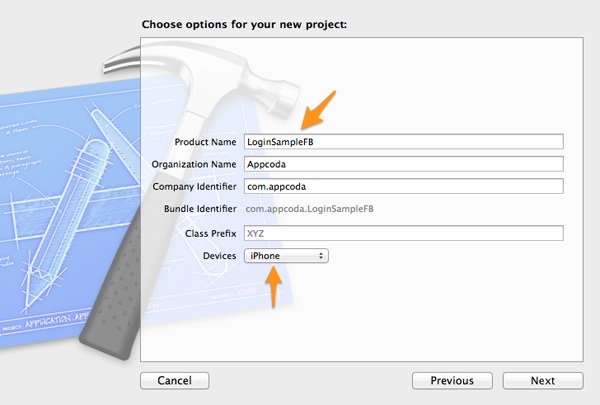 Choose options for your new project:
Product Name LoginSampleFB
Organization Name Appcoda
Company Identifier com.appcoda
Bundle Identifier com.appcoda.LoginSampleFB
Class Prefix XYZ
Devices iPhone
PROJECT: APPLICATION.APP
Cancel Previous Next